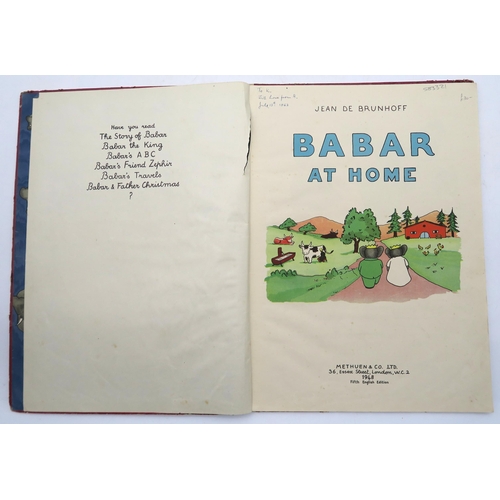 Have you read
The Story of Babar
Babar the King
Babar's ABC
Babar's Friend Zephir
Babar's Travels
Babar & Father Christmas
?
JEAN DE BRUNHOFF
BABAR
AT HOME
METHUEN & CO. LTD.
36, Essex Street, London, W.C.2
1948
Fifth English Edition